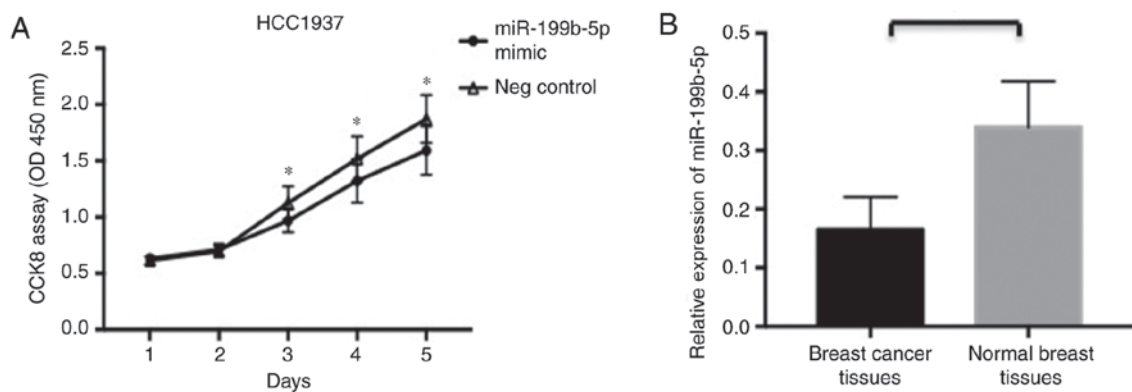 A
HCC1937
miR-199b-5p
mimic
Neg control
CCK8 assay (OD 450 nm)
2.5
2.0
1.5
1.0
0.5
0.0
*
*
*
1
2
3
4
5
Days
B
Relative expression of miR-199b-5p
0.5
0.4
0.3
0.2
0.1
0.0
Breast cancer
tissues
Normal breast
tissues